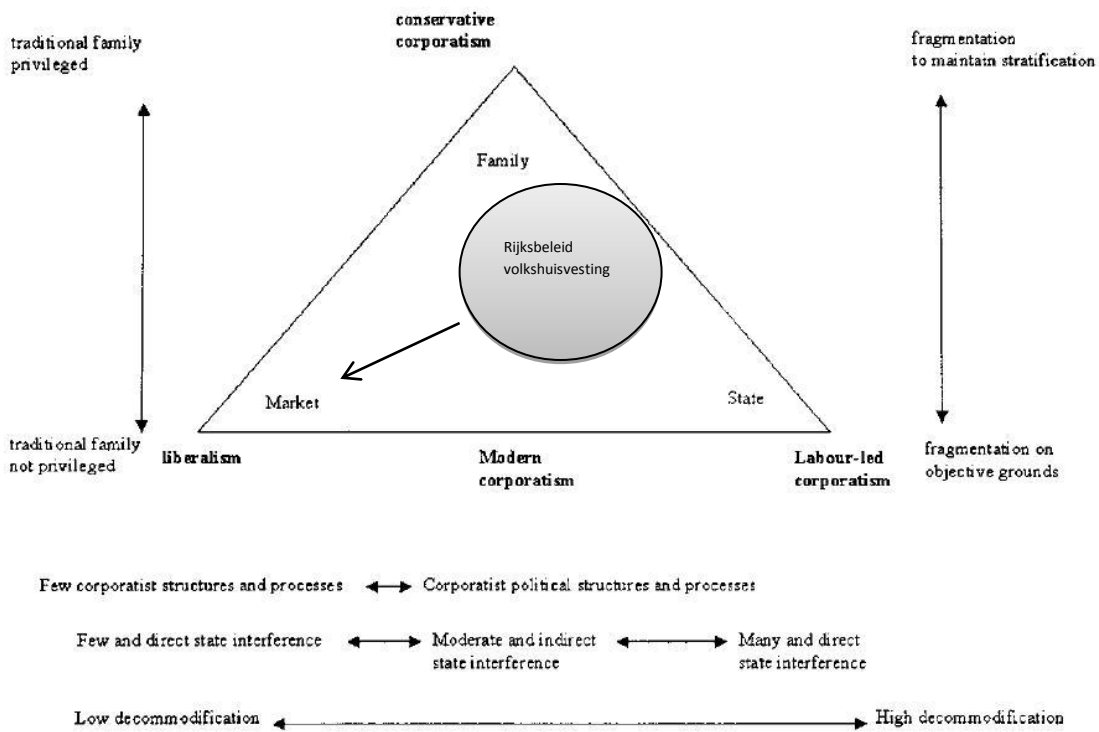 conservative
corporatism
traditional family
privileged
fragmentation
to maintain stratification
Family
Rijksbeleid
volkshuisvesting
Market
State
traditional family
not privileged
liberalism
Modern
corporatism
Labour-led
corporatism
fragmentation on
objective grounds
Few corporatist structures and processes
Corporatist political structures and processes
Few and direct state interference
Moderate and indirect
state interference
Many and direct
state interference
Low decommodification
High decommodification